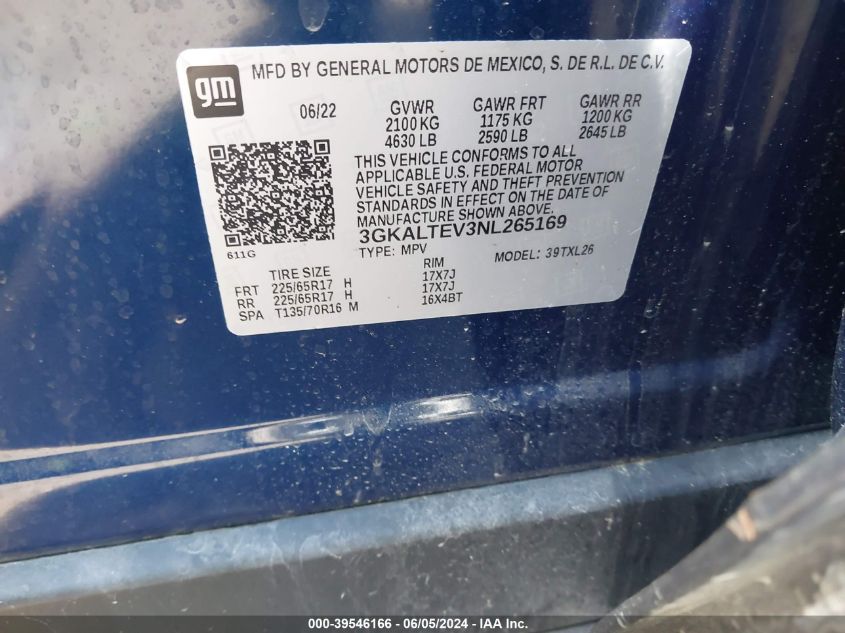 gm
MFD BY GENERAL MOTORS DE MEXICO, S. DE R.L. DE C.V.
06/22 GVWR GAWR FRT GAWR RR
2100 KG 1175 KG 1200 KG
4630 LB 2590 LB 2645 LB
THIS VEHICLE CONFORMS TO ALL
APPLICABLE U.S. FEDERAL MOTOR
VEHICLE SAFETY AND THEFT PREVENTION
STANDARDS IN EFFECT ON THE DATE OF
MANUFACTURE SHOWN ABOVE.
3GKALTEV3NL265169
611G
TYPE: MPV MODEL: 39TXL26
TIRE SIZE RIM
FRT 225/65R17 H 17X7J
RR 225/65R17 H 17X7J
SPA T135/70R16 M 16X4BT
000-39546166 - 06/05/2024 - IAAI.com.